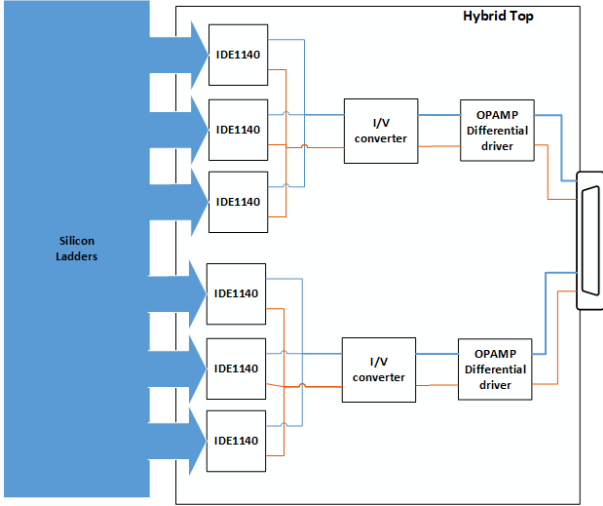 Hybrid Top
IDE1140
IDE1140
I/V
converter
OPAMP
Differential
driver
IDE1140
Silicon
Ladders
IDE1140
IDE1140
I/V
converter
OPAMP
Differential
driver
IDE1140